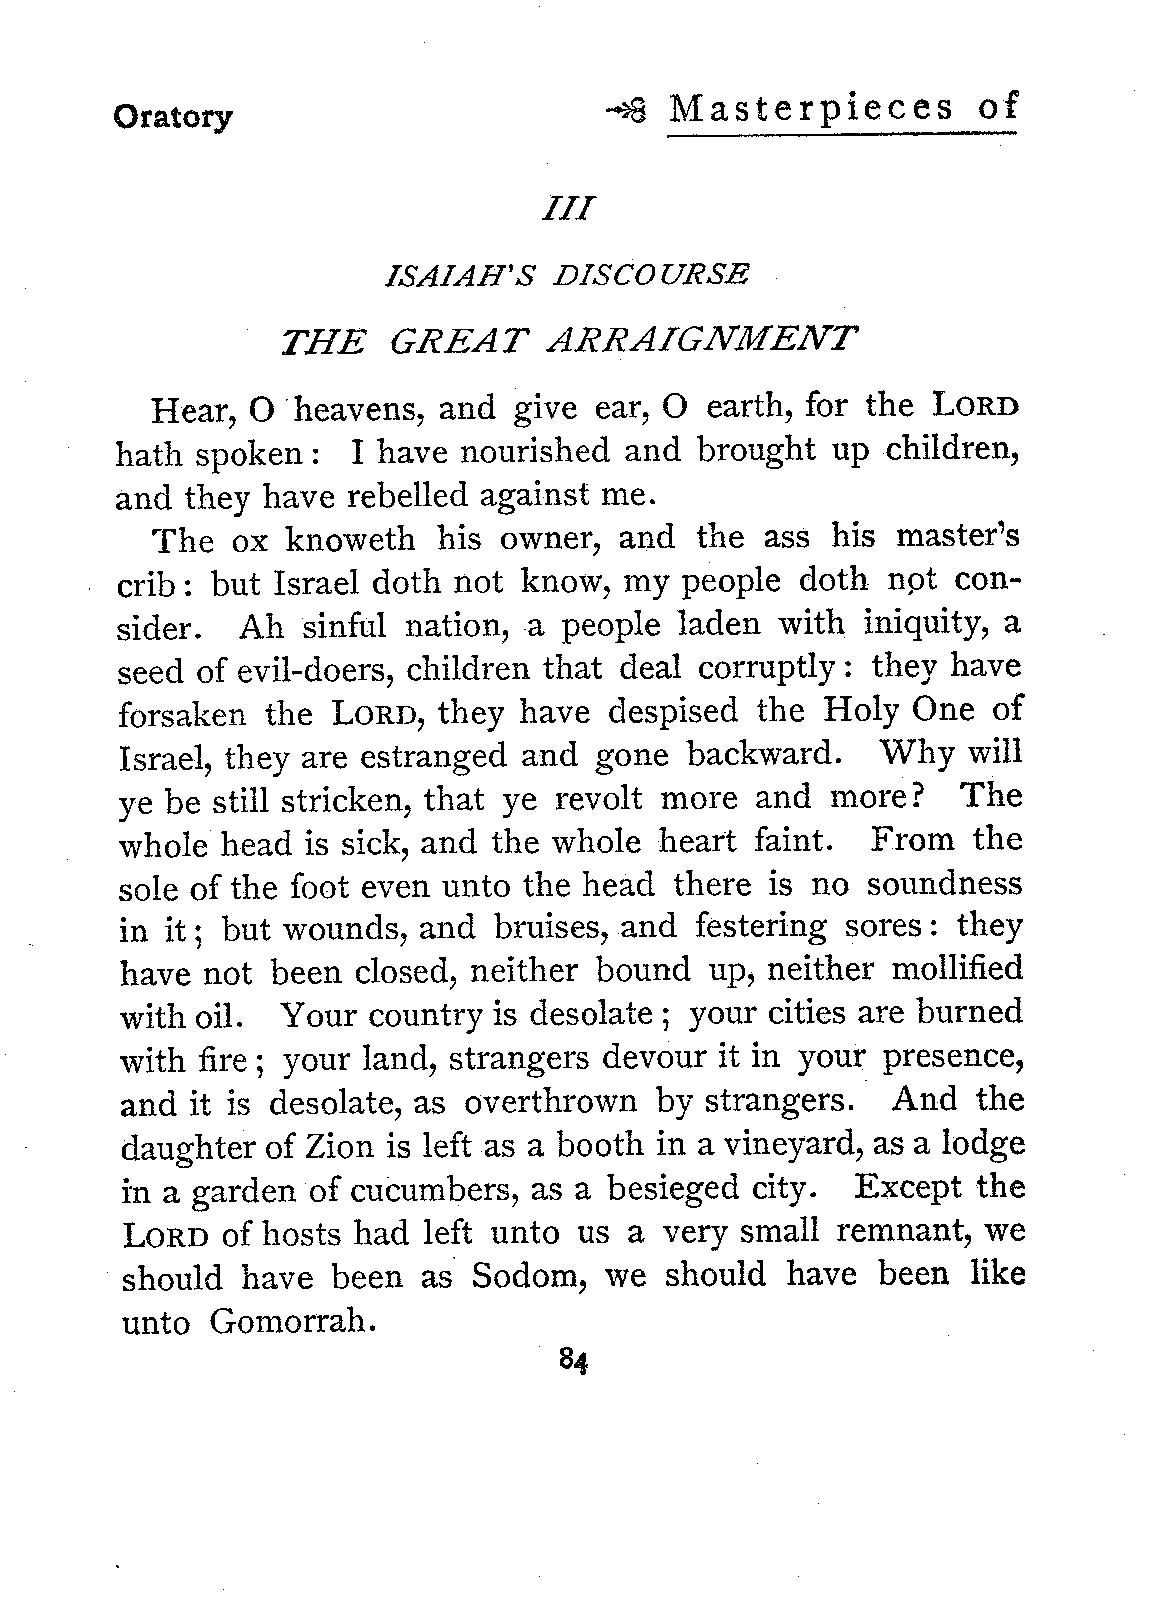 Oratory Masterpieces of
III
ISAIAH'S DISCOURSE
THE GREAT ARRAIGNMENT
Hear, O heavens, and give ear, O earth, for the LORD
hath spoken: I have nourished and brought up children,
and they have rebelled against me.
The ox knoweth his owner, and the ass his master's
crib: but Israel doth not know, my people doth not con-
sider. Ah sinful nation, a people laden with iniquity, a
seed of evil-doers, children that deal corruptly: they have
forsaken the LORD, they have despised the Holy One of
Israel, they are estranged and gone backward. Why will
ye be still stricken, that ye revolt more and more? The
whole head is sick, and the whole heart faint. From the
sole of the foot even unto the head there is no soundness
in it; but wounds, and bruises, and festering sores: they
have not been closed, neither bound up, neither mollified
with oil. Your country is desolate; your cities are burned
with fire; your land, strangers devour it in your presence,
and it is desolate, as overthrown by strangers. And the
daughter of Zion is left as a booth in a vineyard, as a lodge
in a garden of cucumbers, as a besieged city. Except the
LORD of hosts had left unto us a very small remnant, we
should have been as Sodom, we should have been like
unto Gomorrah.
84